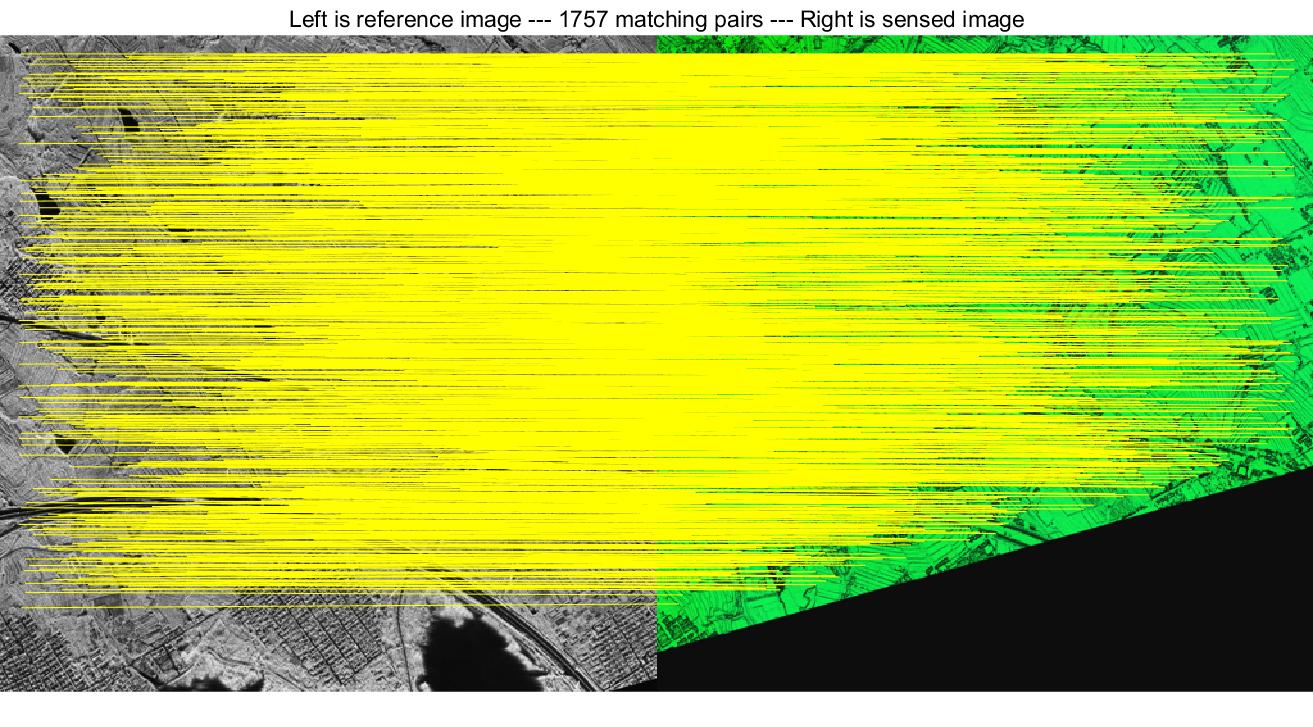 Left is reference image --- 1757 matching pairs --- Right is sensed image